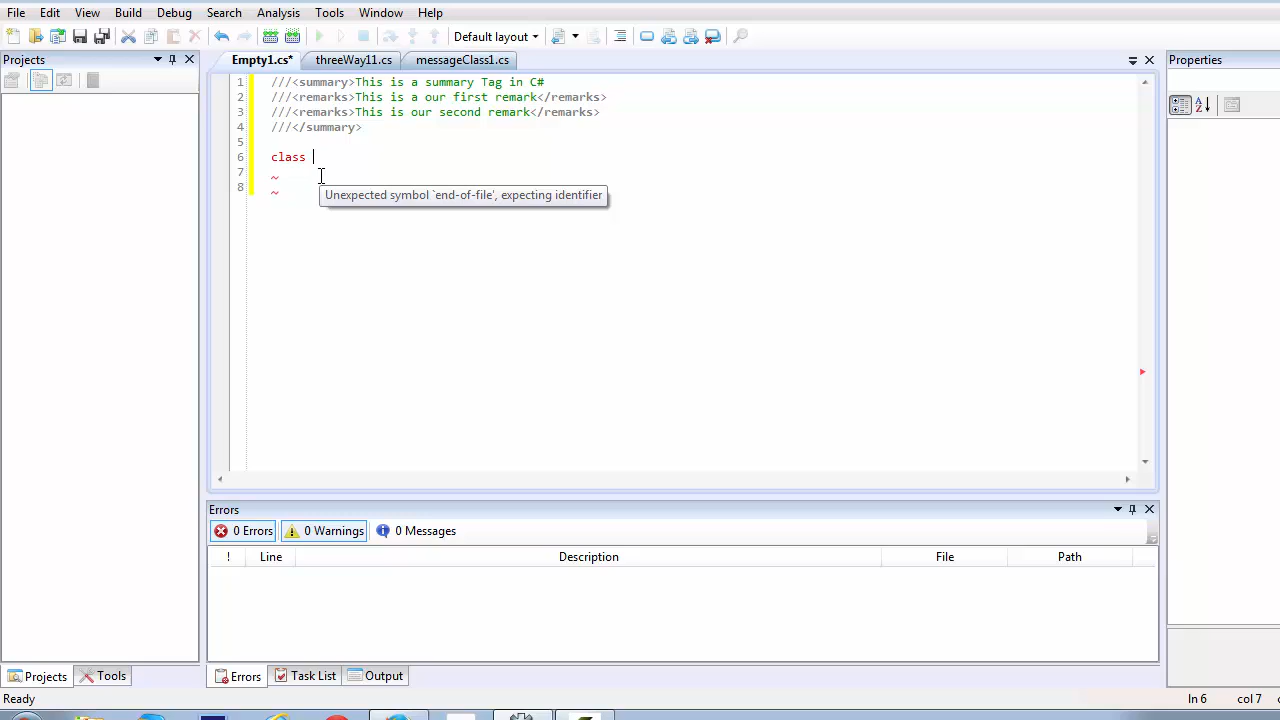 File Edit View Build Debug Search Analysis Tools Window Help
Default layout
Projects
Empty1.cs* threeWay11.cs messageClass1.cs
Properties
1 ///<summary>This is a summary Tag in C#
2 ///<remarks>This is a our first remark</remarks>
3 ///<remarks>This is our second remark</remarks>
4 ///</summary>
5
6 class
7 ~
8 ~
Unexpected symbol `end-of-file', expecting identifier
Errors
0 Errors 0 Warnings 0 Messages
! Line Description File Path
Projects Tools Errors Task List Output
Ready ln 6 col 7